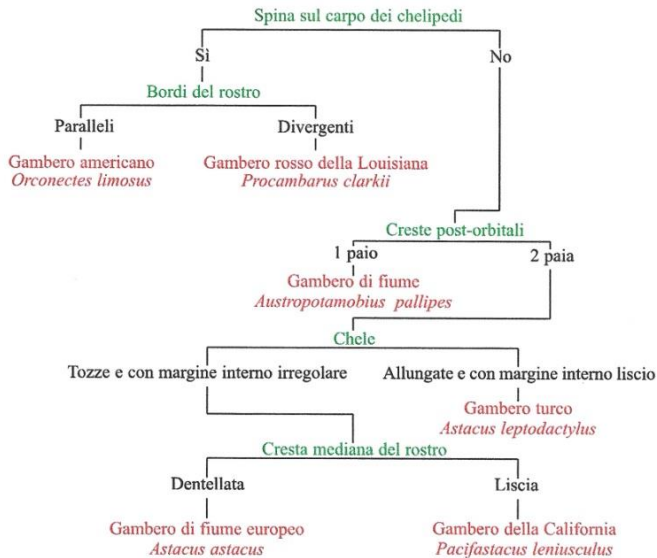 Spina sul carpo dei chelipedi
Sì
No
Bordi del rostro
Paralleli
Divergenti
Gambero americano
Orconectes limosus
Gambero rosso della Louisiana
Procambarus clarkii
Creste post-orbitali
1 paio
2 paia
Gambero di fiume
Austropotamobius pallipes
Chele
Tozze e con margine interno irregolare
Allungate e con margine interno liscio
Gambero turco
Astacus leptodactylus
Cresta mediana del rostro
Dentellata
Liscia
Gambero di fiume europeo
Astacus astacus
Gambero della California
Pacifastacus leniusculus